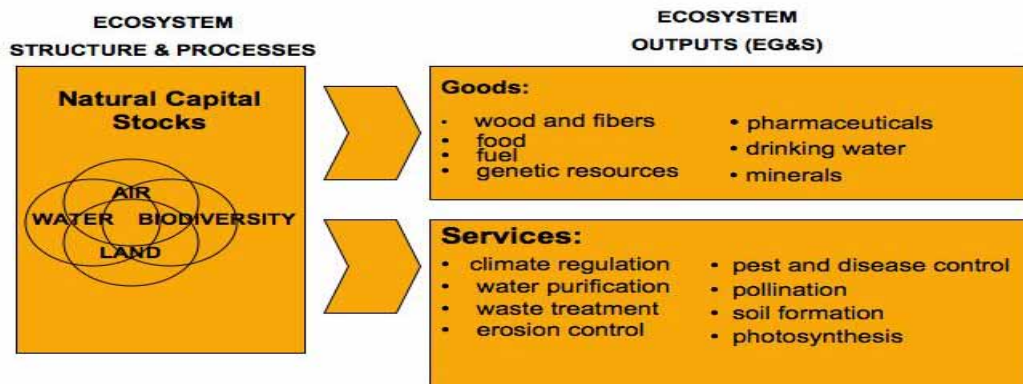 ECOSYSTEM
STRUCTURE & PROCESSES
Natural Capital
Stocks
AIR
WATER BIODIVERSITY
LAND
ECOSYSTEM
OUTPUTS (EG&S)
Goods:
• wood and fibers
• food
• fuel
• genetic resources
• pharmaceuticals
• drinking water
• minerals
Services:
• climate regulation
• water purification
• waste treatment
• erosion control
• pest and disease control
• pollination
• soil formation
• photosynthesis